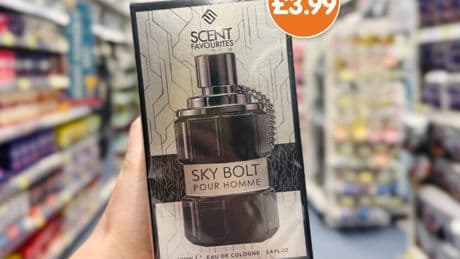 £3.99
SCENT
FAVOURITES
SKY BOLT
POUR HOMME
EAU DE COLOGNE 3.4 FL.OZ